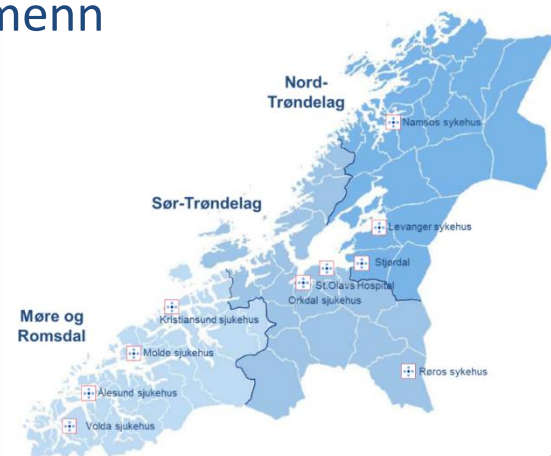 menn
Nord-
Trøndelag
Namsos sykehus
Sør-Trøndelag
Levanger sykehus
Stjørdal
St.Olavs Hospital
Orkdal sjukehus
Møre og
Romsdal
Kristiansund sjukehus
Molde sjukehus
Røros sykehus
Ålesund sjukehus
Volda sjukehus